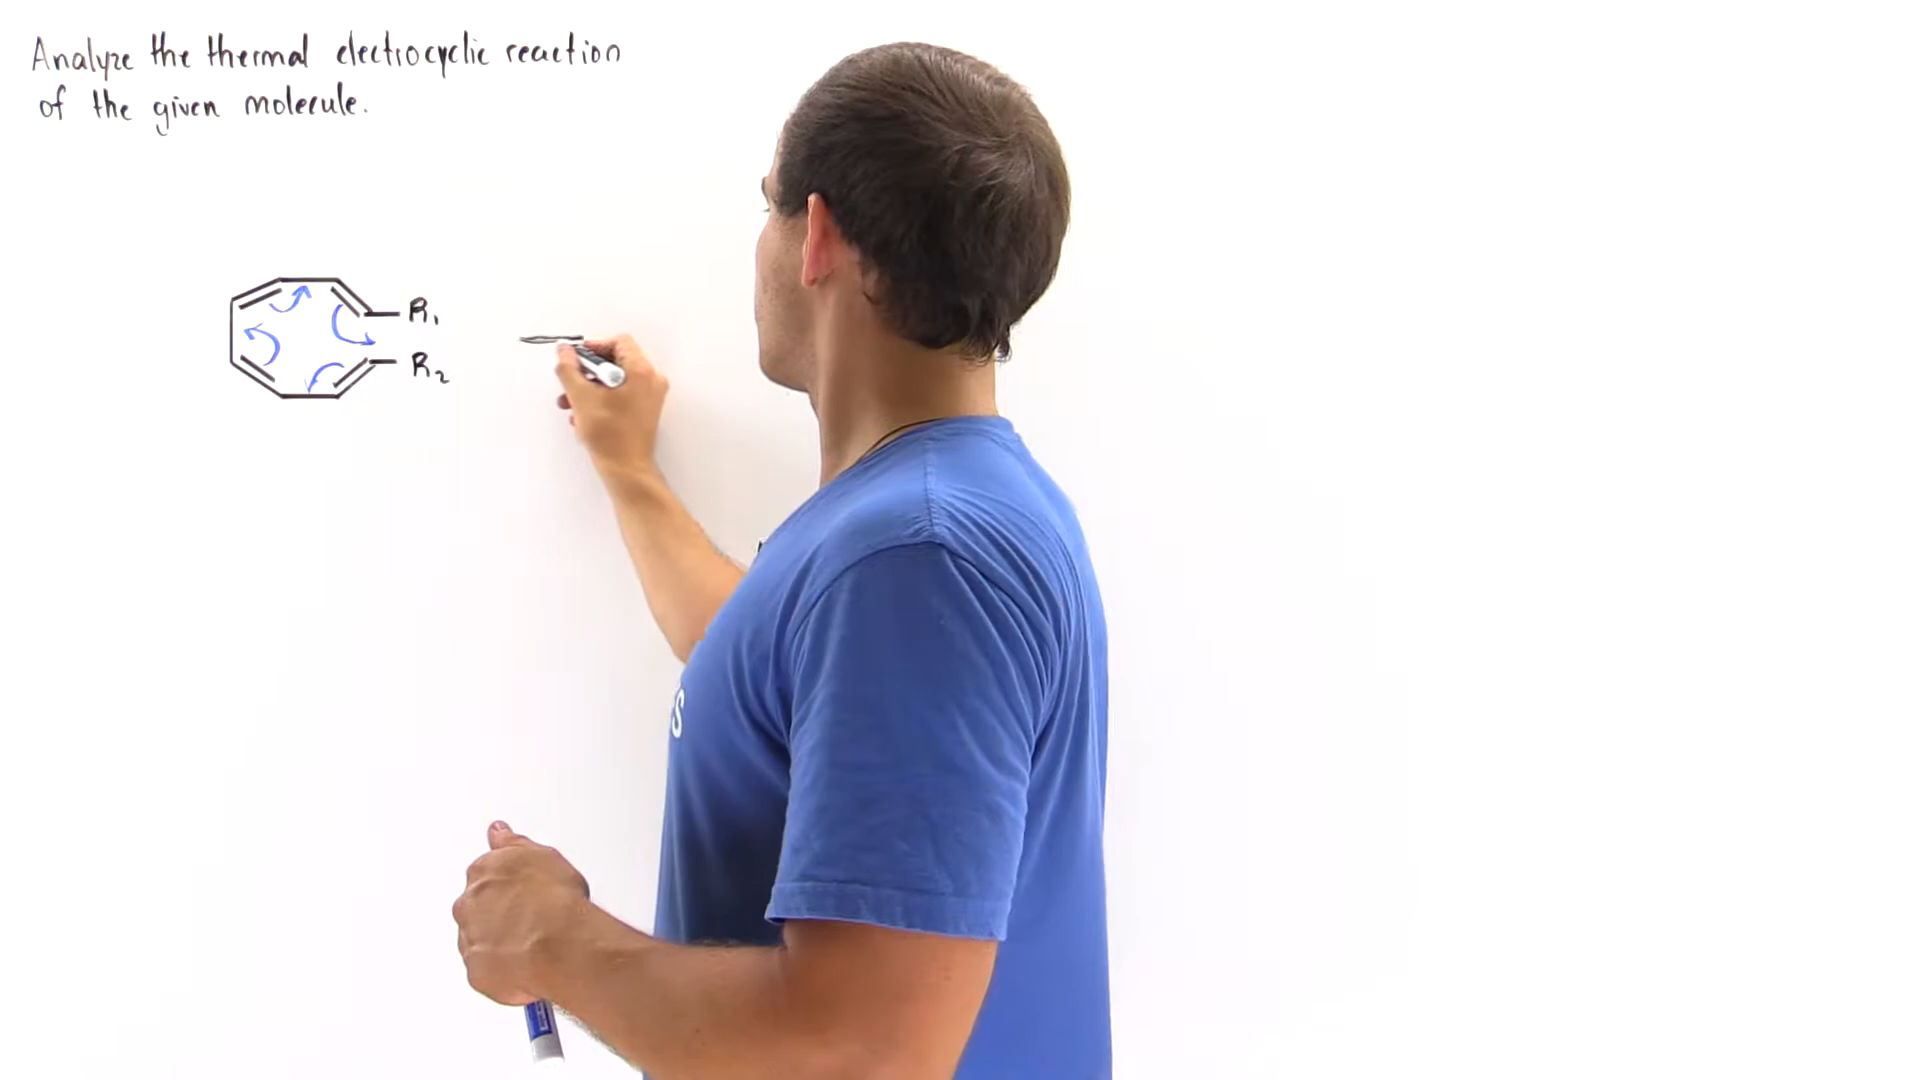 Analyze the thermal electrocyclic reaction
of the given molecule.
R₁
R₂
S